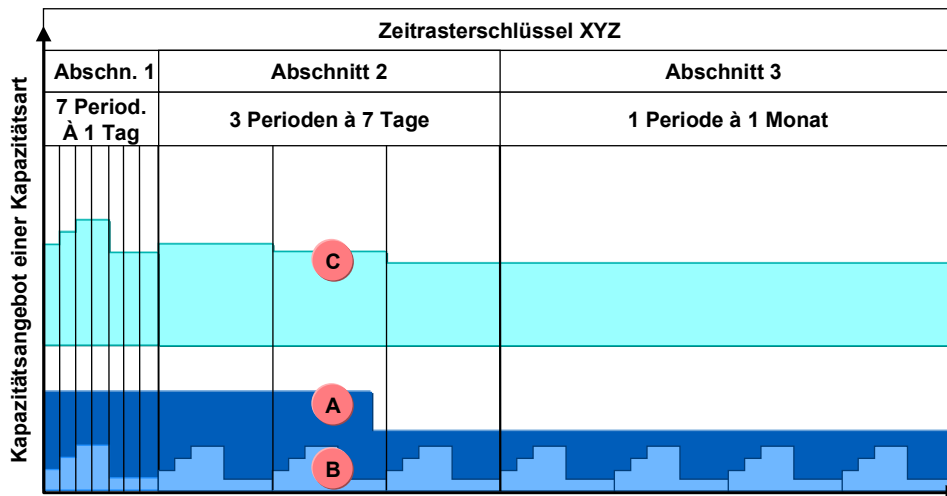 Zeitrasterschlüssel XYZ
Abschn. 1
Abschnitt 2
Abschnitt 3
7 Period.
À 1 Tag
3 Perioden à 7 Tage
1 Periode à 1 Monat
Kapazitätsangebot einer Kapazitätsart
C
A
B